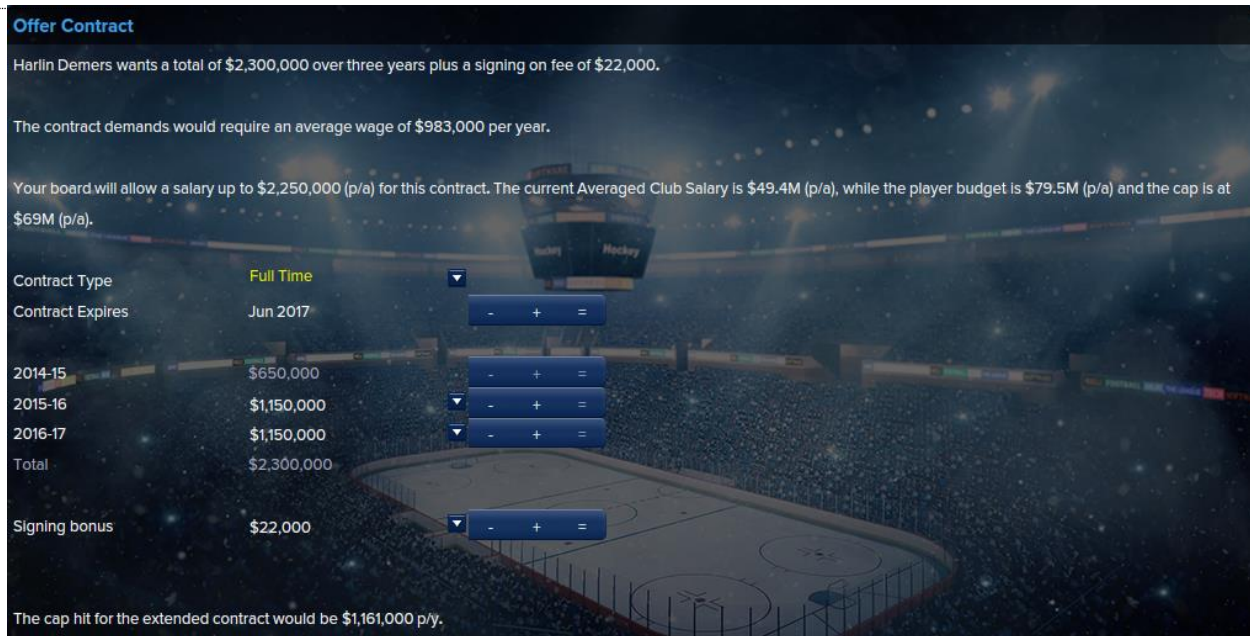 Offer Contract
Harlin Demers wants a total of $2,300,000 over three years plus a signing on fee of $22,000.
The contract demands would require an average wage of $983,000 per year.
Your board will allow a salary up to $2,250,000 (p/a) for this contract. The current Averaged Club Salary is $49.4M (p/a), while the player budget is $79.5M (p/a) and the cap is at
$69M (p/a).
Contract Type Full Time
Contract Expires Jun 2017 - + =
2014-15 $650,000 - + =
2015-16 $1,150,000 - + =
2016-17 $1,150,000 - + =
Total $2,300,000
Signing bonus $22,000 - + =
The cap hit for the extended contract would be $1,161,000 p/y.
Hockey Hockey